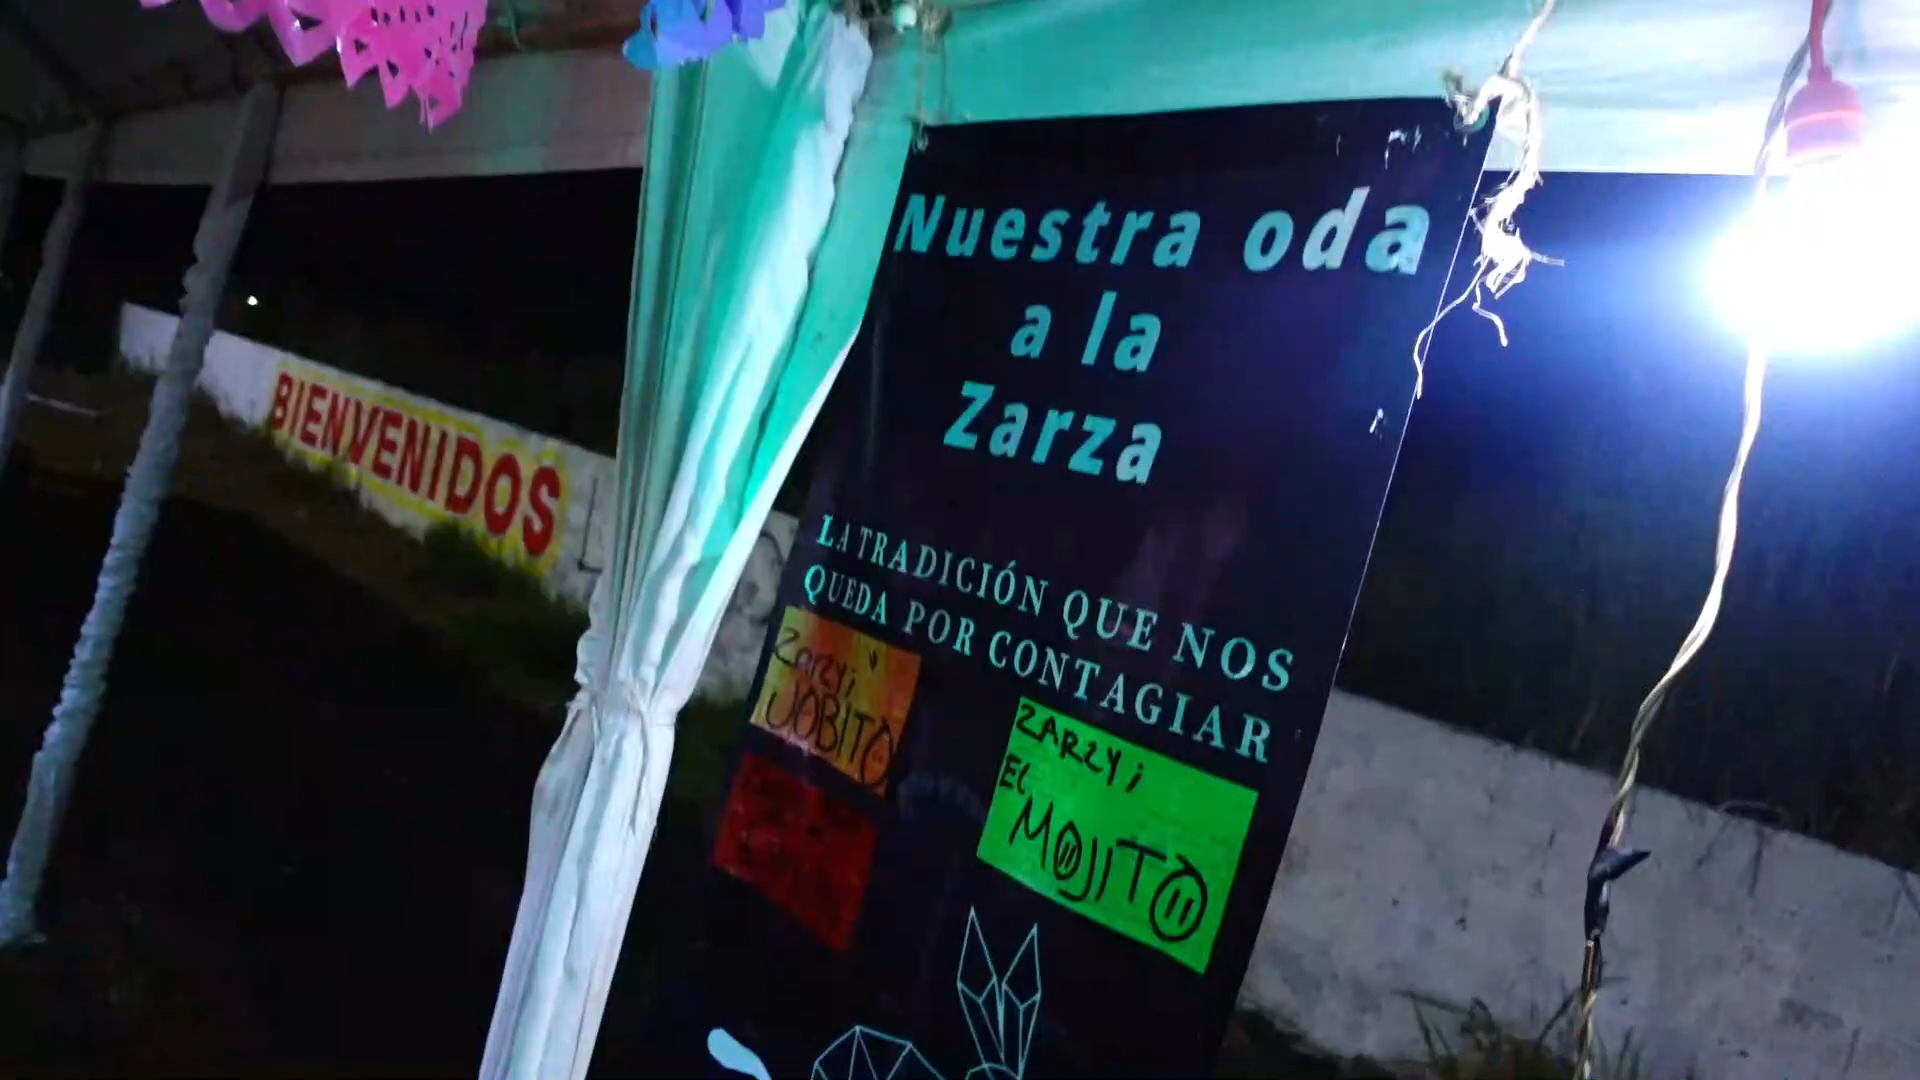 BIENVENIDOS
Nuestra oda
a la
Zarza
LA TRADICIÓN QUE NOS
QUEDA POR CONTAGIAR
Zarzy
JOBITO
ZARZY
EL
MOJITO